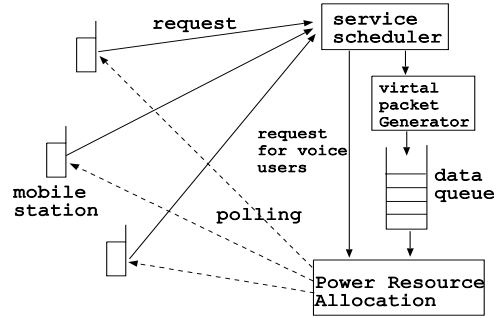 request
service
scheduler
virtal
packet
Generator
request
for voice
users
data
queue
mobile
station
polling
Power Resource
Allocation